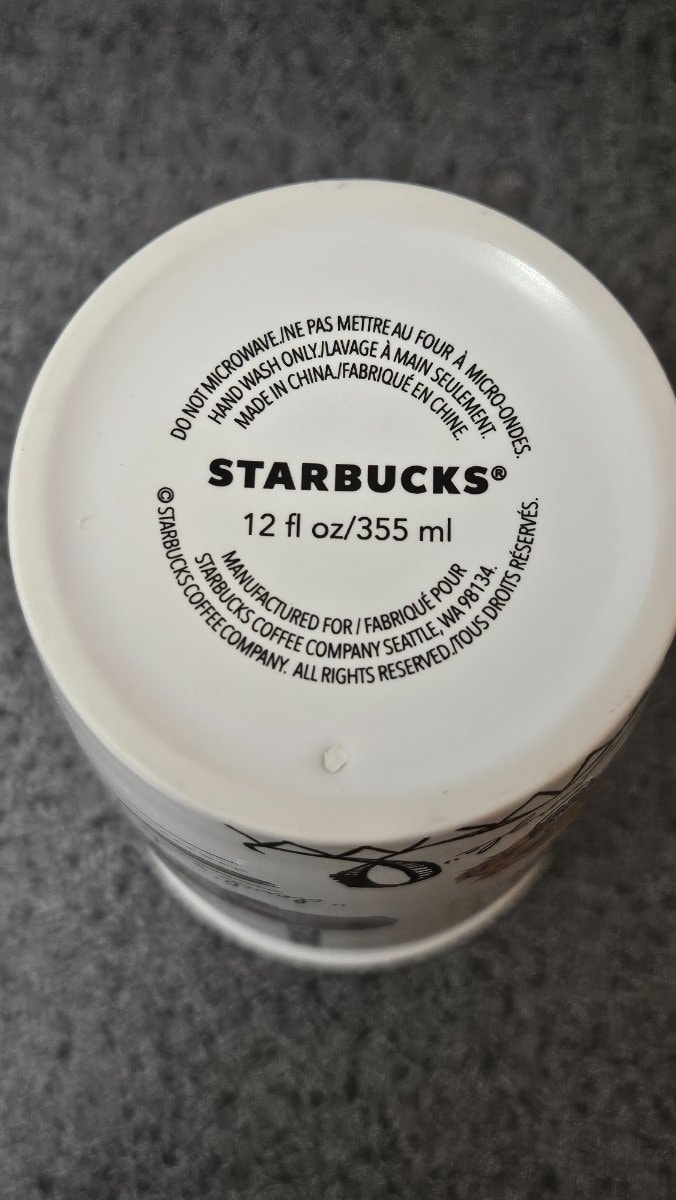 DO NOT MICROWAVE./NE PAS METTRE AU FOUR À MICRO-ONDES.
HAND WASH ONLY./LAVAGE À MAIN SEULEMENT.
MADE IN CHINA./FABRIQUÉ EN CHINE.
STARBUCKS®
12 fl oz/355 ml
MANUFACTURED FOR / FABRIQUÉ POUR
STARBUCKS COFFEE COMPANY SEATTLE, WA 98134.
© STARBUCKS COFFEE COMPANY. ALL RIGHTS RESERVED./TOUS DROITS RÉSERVÉS.